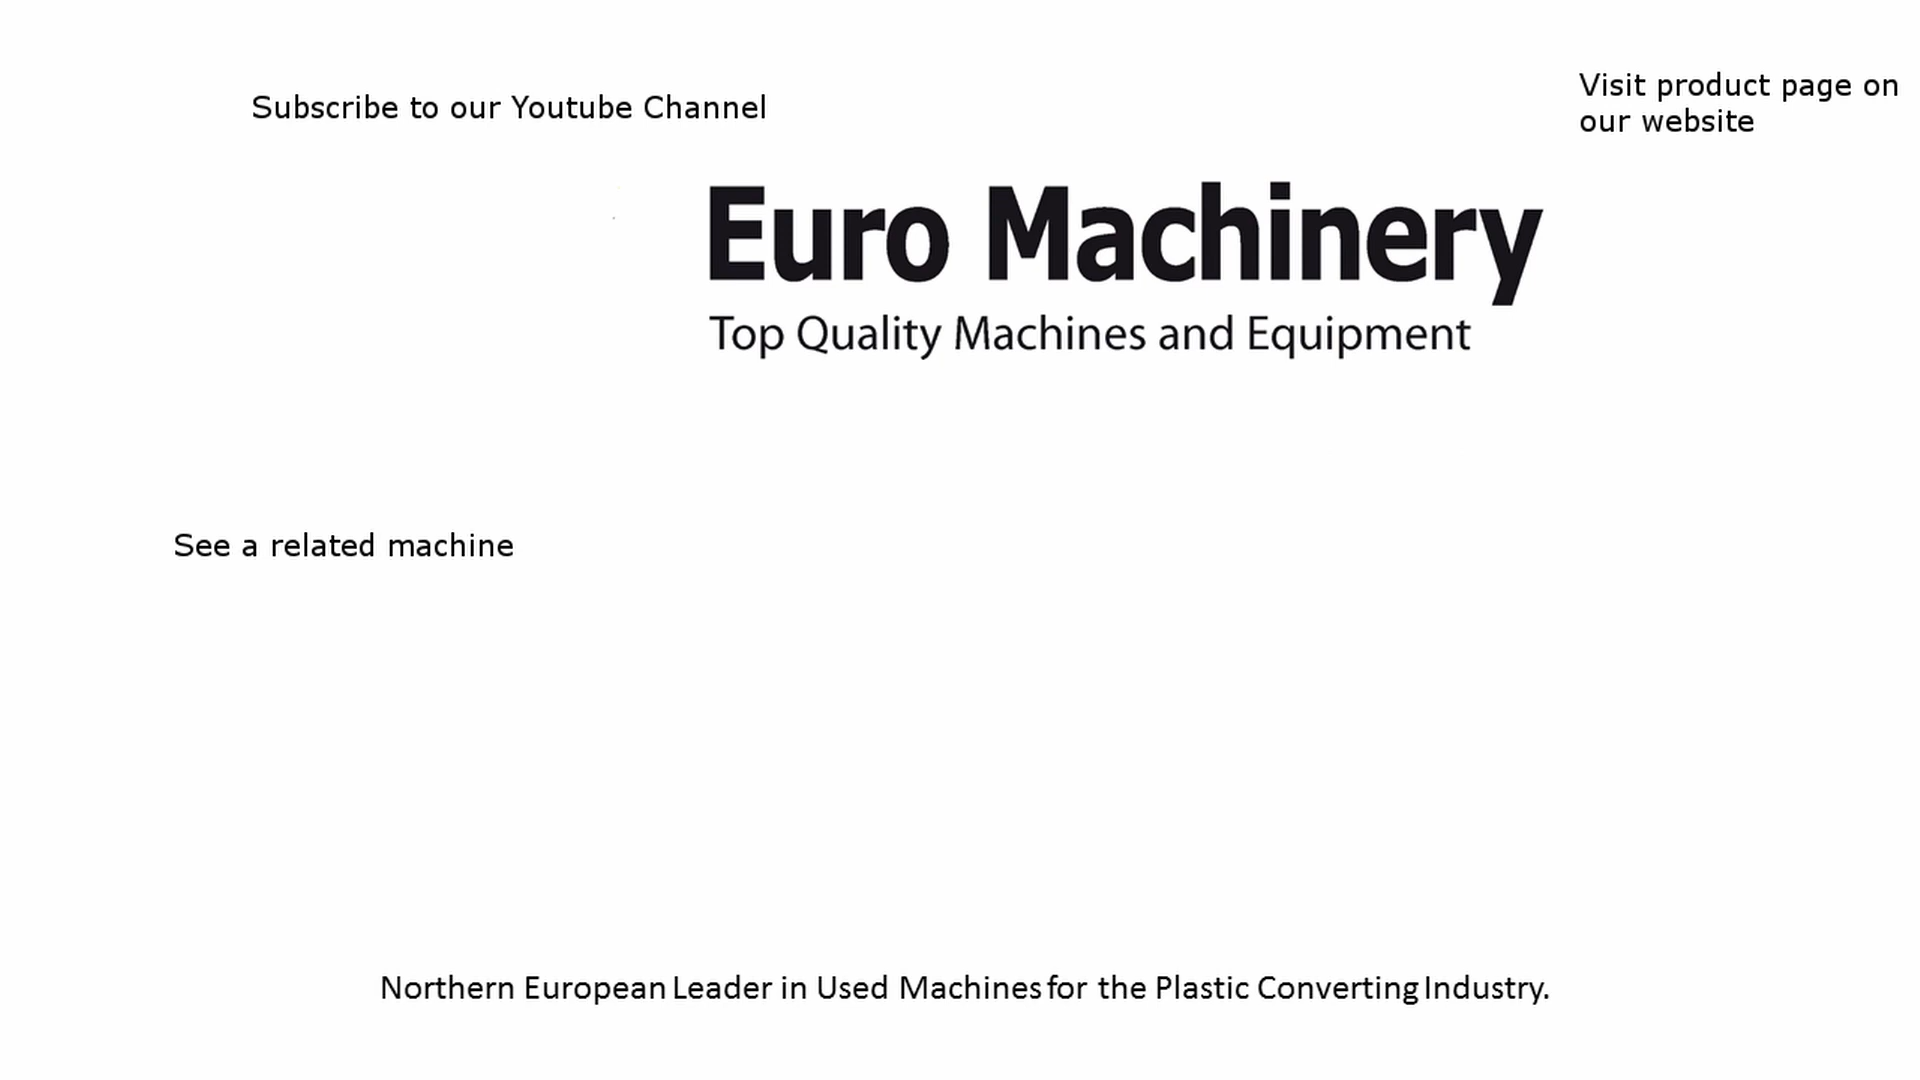 Subscribe to our Youtube Channel
Visit product page on
our website
Euro Machinery
Top Quality Machines and Equipment
See a related machine
Northern European Leader in Used Machines for the Plastic Converting Industry.